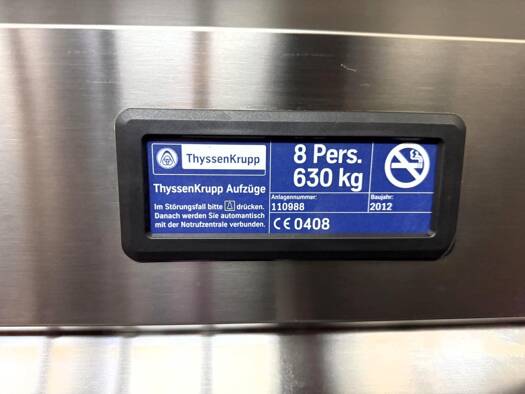 ThyssenKrupp
ThyssenKrupp Aufzüge
Im Störungsfall bitte drücken.
Danach werden Sie automantisch
mit der Notrufzentrale verbunden.
8 Pers.
630 kg
Anlagennummer:
110988
Baujahr:
2012
CE 0408